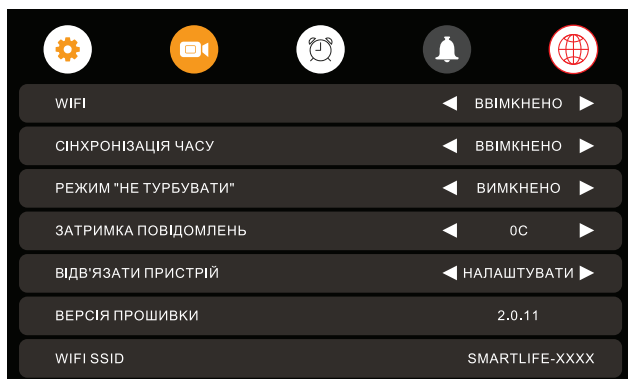 WIFI ВВІМКНЕНО
СІНХРОНІЗАЦІЯ ЧАСУ ВВІМКНЕНО
РЕЖИМ "НЕ ТУРБУВАТИ" ВИМКНЕНО
ЗАТРИМКА ПОВІДОМЛЕНЬ 0С
ВІДВ'ЯЗАТИ ПРИСТРІЙ НАЛАШТУВАТИ
ВЕРСІЯ ПРОШИВКИ 2.0.11
WIFI SSID SMARTLIFE-XXXX